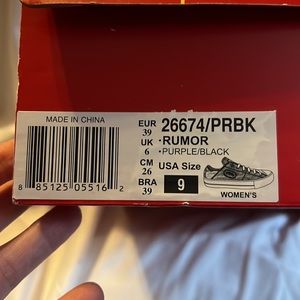 MADE IN CHINA
8 85125 05516 2
EUR
39
UK
6
CM
26
BRA
39
26674/PRBK
•RUMOR
•PURPLE/BLACK
USA Size
9
WOMEN'S